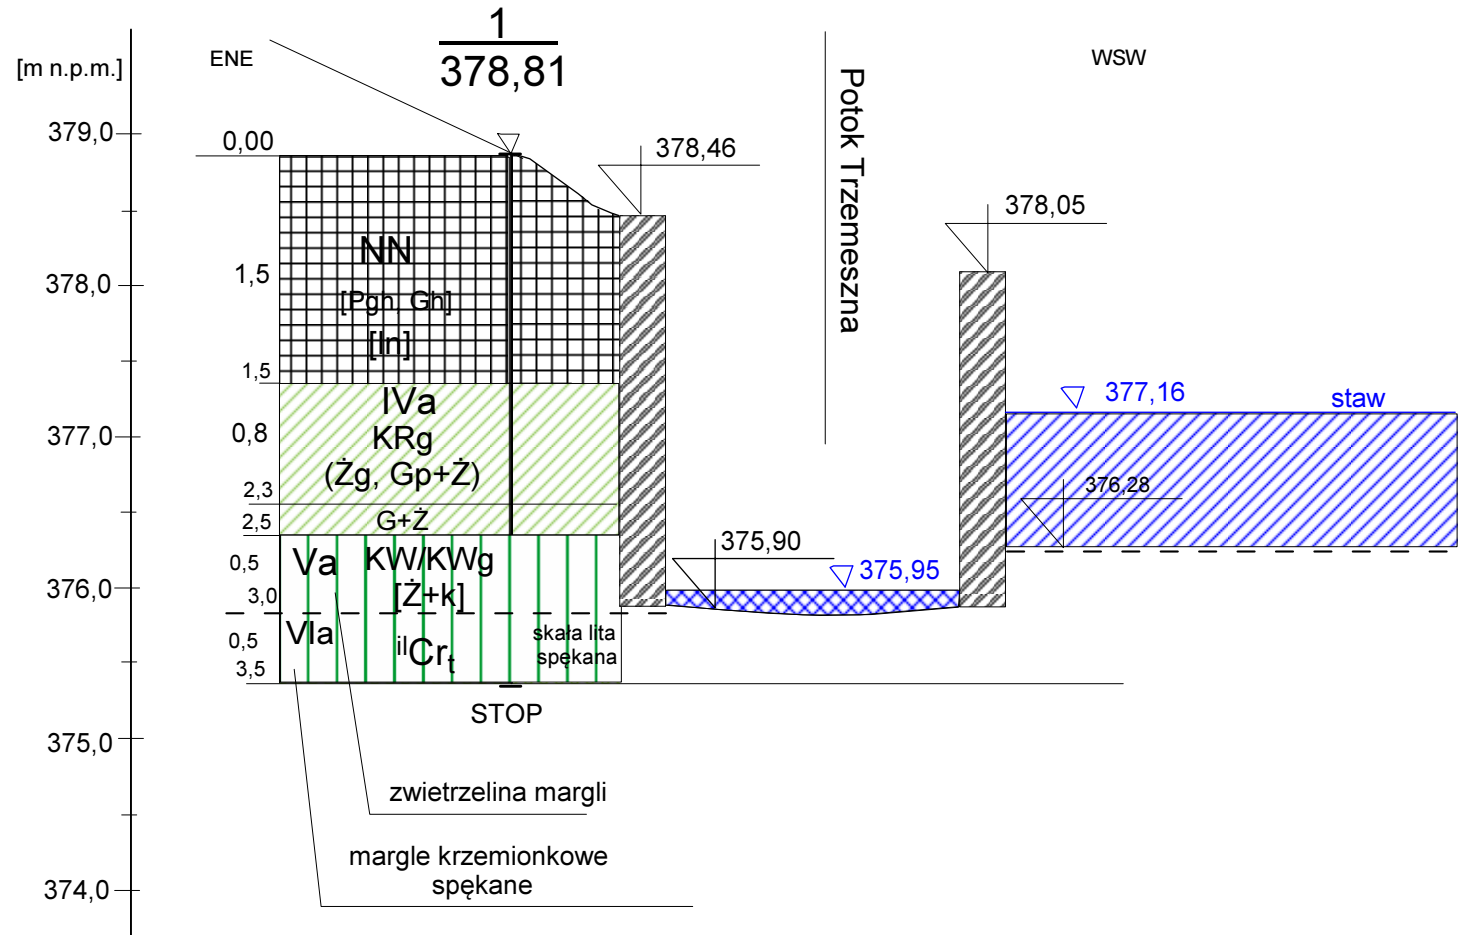 1
378,81
[m n.p.m.]
ENE
WSW
Potok Trzemeszna
379,0
378,0
377,0
376,0
375,0
374,0
0,00
378,46
378,05
NN
[Pgh, Gh]
[ln]
1,5
1,5
IVa
KRg
(Żg, Gp+Ż)
0,8
2,3
G+Ż
2,5
377,16
staw
376,28
375,90
375,95
Va
KW/KWg
[Ż+k]
0,5
3,0
VIa
ilCrt
skała lita
spękana
0,5
3,5
STOP
zwietrzelina margli
margle krzemionkowe
spękane